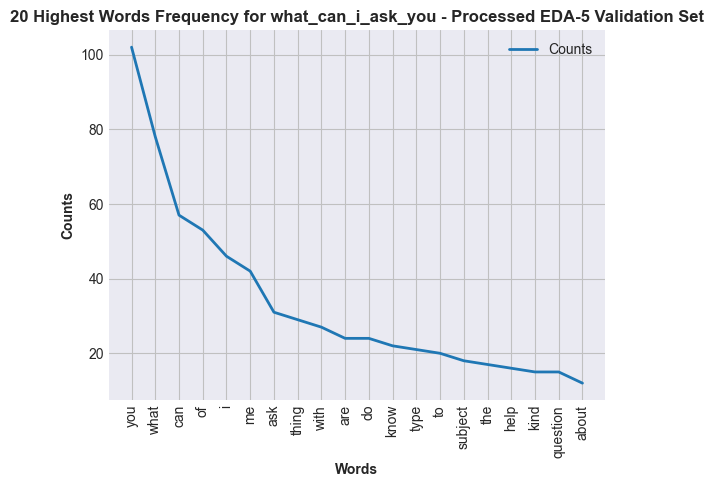 20 Highest Words Frequency for what_can_i_ask_you - Processed EDA-5 Validation Set
Counts
Counts
100
80
60
40
20
you
what
can
of
i
me
ask
thing
with
are
do
know
type
to
subject
the
help
kind
question
about
Words